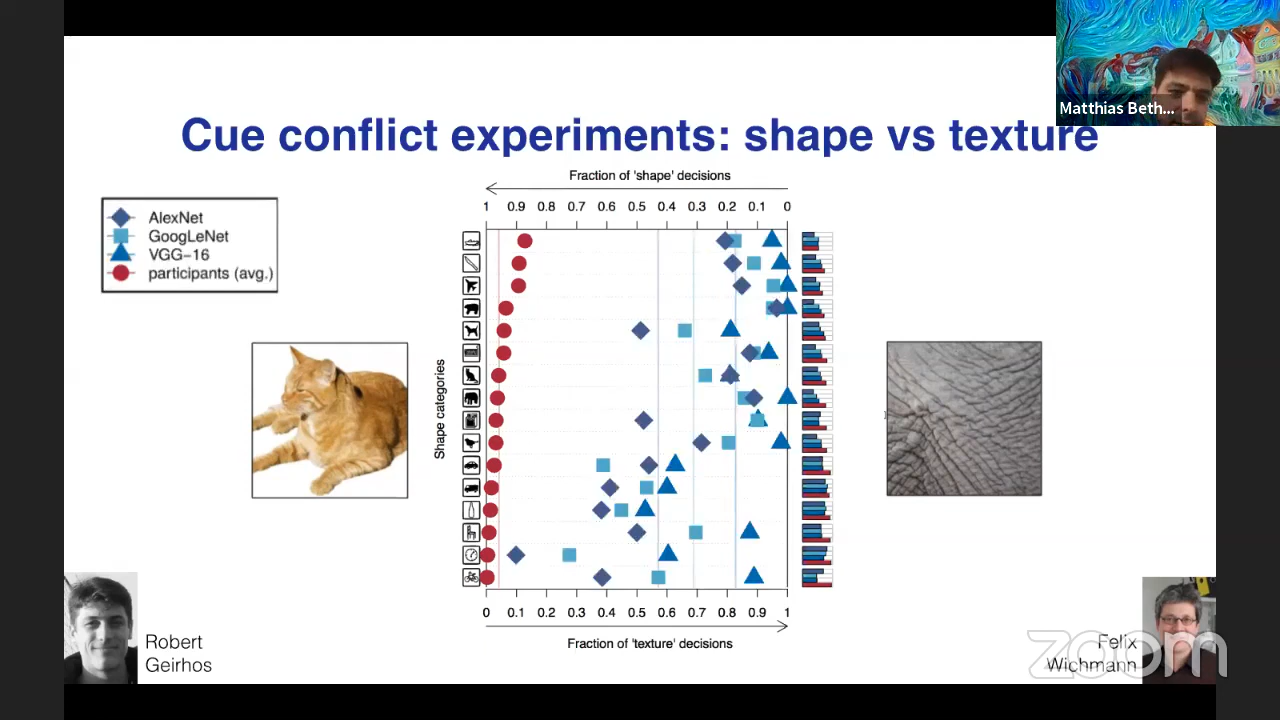 Matthias Beth...
Cue conflict experiments: shape vs texture
Fraction of 'shape' decisions
1 0.9 0.8 0.7 0.6 0.5 0.4 0.3 0.2 0.1 0
AlexNet
GoogLeNet
VGG-16
participants (avg.)
Shape categories
0 0.1 0.2 0.3 0.4 0.5 0.6 0.7 0.8 0.9 1
Fraction of 'texture' decisions
Robert
Geirhos
Felix
Wichmann
zoom